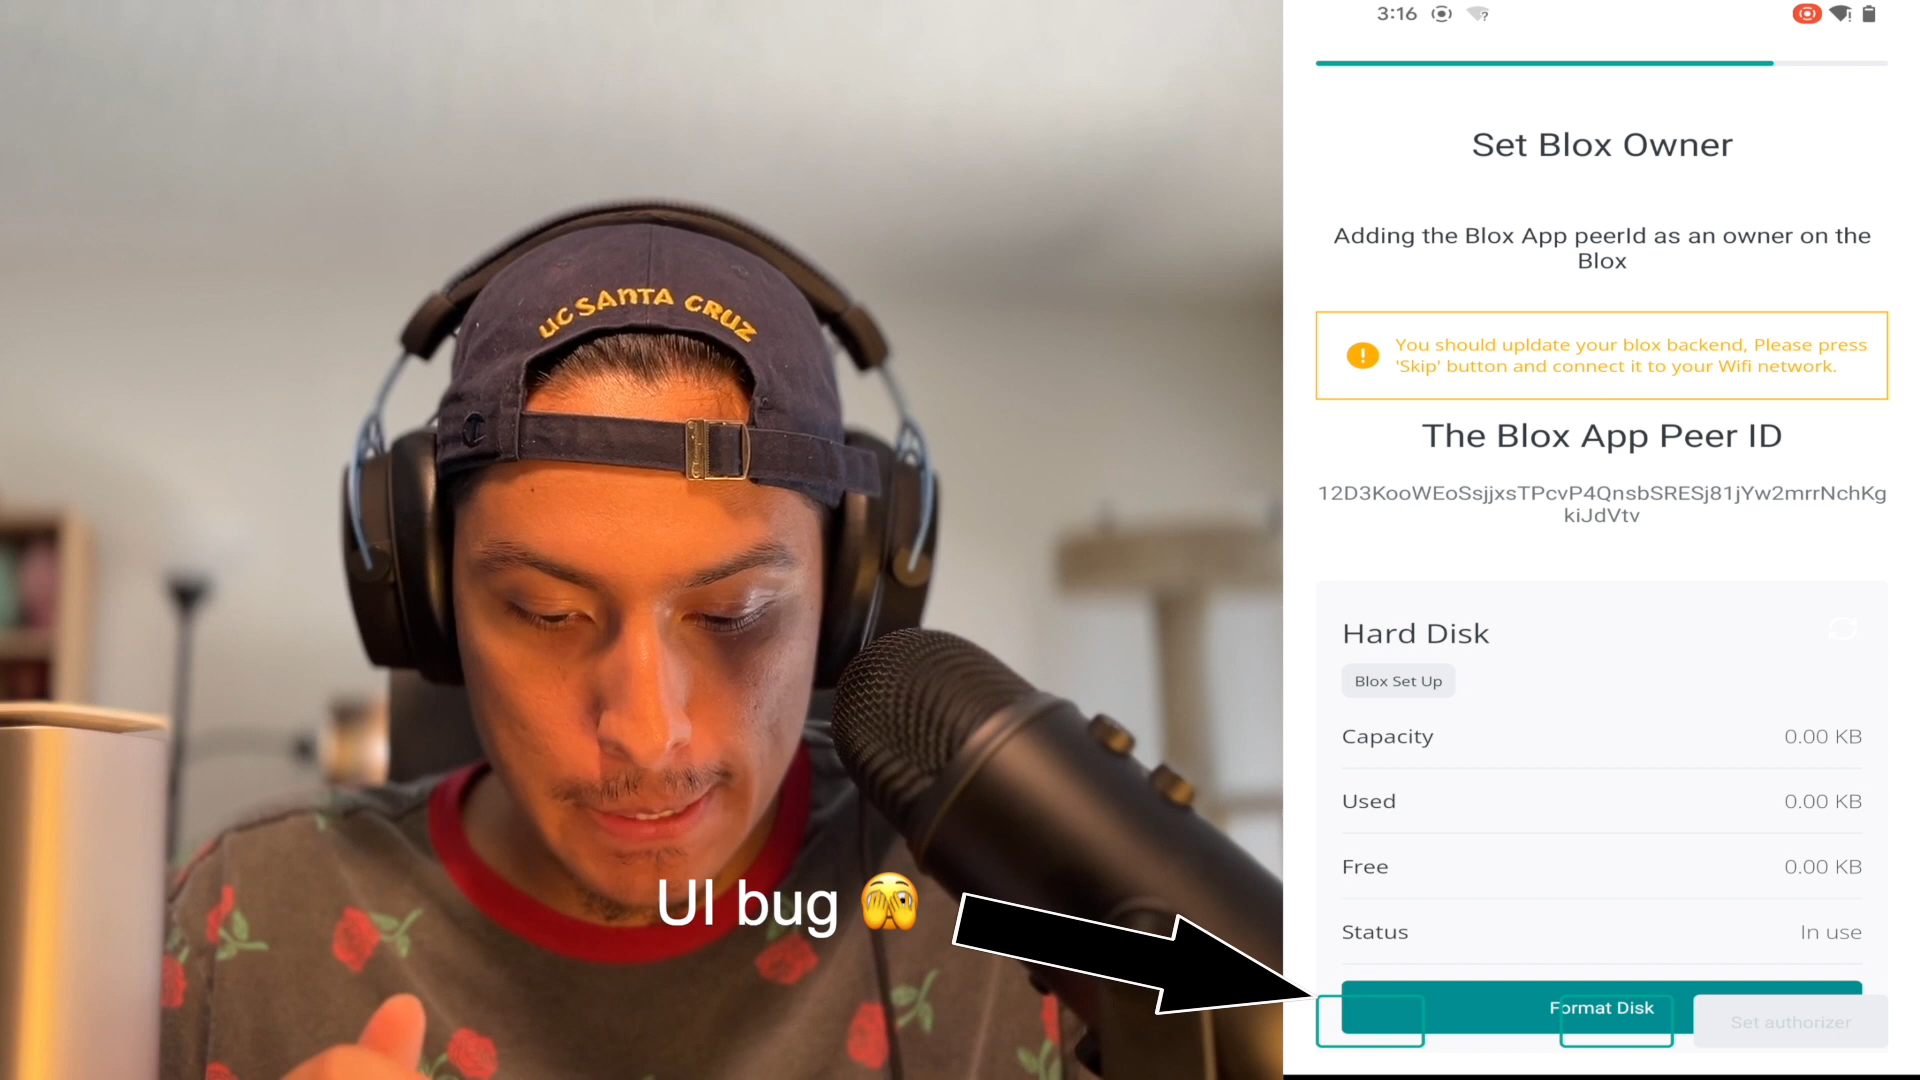 UC SANTA CRUZ
UI bug 🫣
3:16
Set Blox Owner
Adding the Blox App peerId as an owner on the
Blox
You should upldate your blox backend, Please press
'Skip' button and connect it to your Wifi network.
The Blox App Peer ID
12D3KooWEoSsjjxsTPcvP4QnsbSRESj81jYw2mrrNchKg
kiJdVtv
Hard Disk
Blox Set Up
Capacity 0.00 KB
Used 0.00 KB
Free 0.00 KB
Status In use
Format Disk
Set authorizer